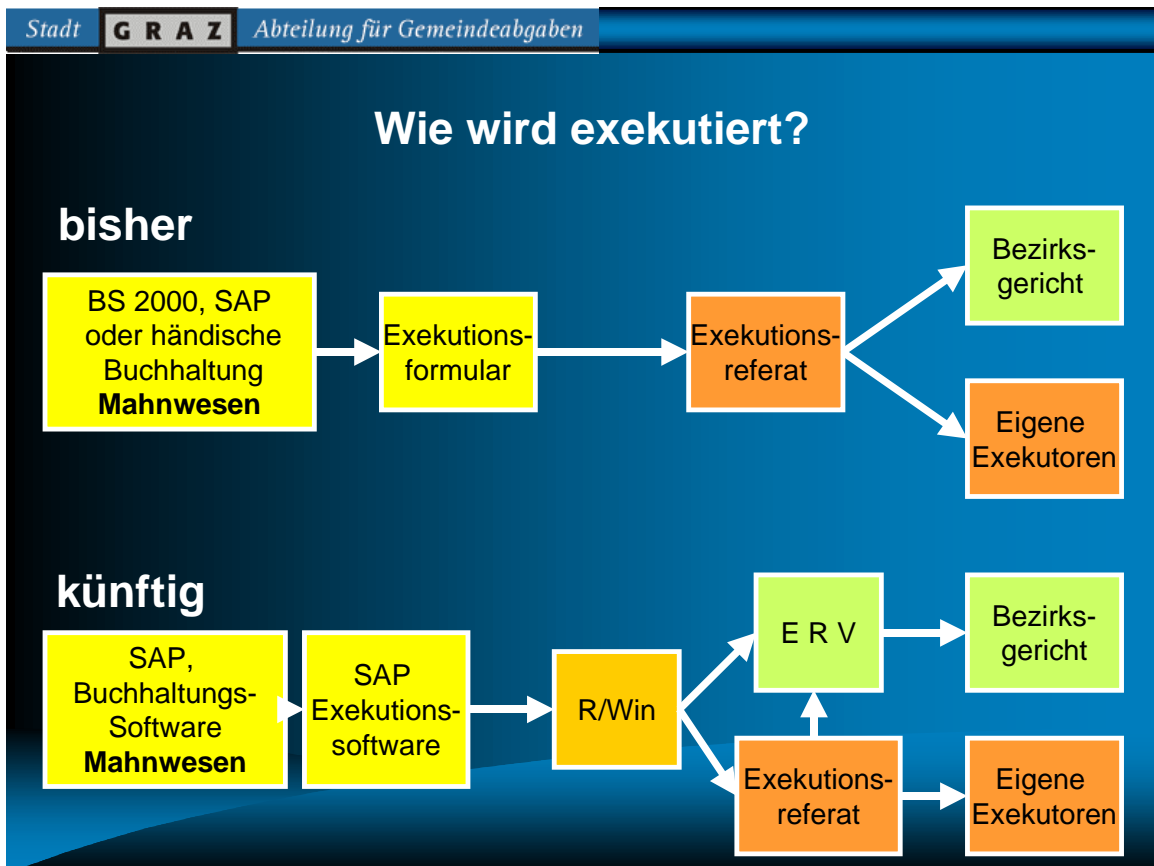 Stadt GRAZ Abteilung für Gemeindeabgaben
Wie wird exekutiert?
bisher
BS 2000, SAP
oder händische
Buchhaltung
Mahnwesen
Exekutions-
formular
Exekutions-
referat
Bezirks-
gericht
Eigene
Exekutoren
künftig
SAP,
Buchhaltungs-
Software
Mahnwesen
SAP
Exekutions-
software
R/Win
E R V
Bezirks-
gericht
Exekutions-
referat
Eigene
Exekutoren